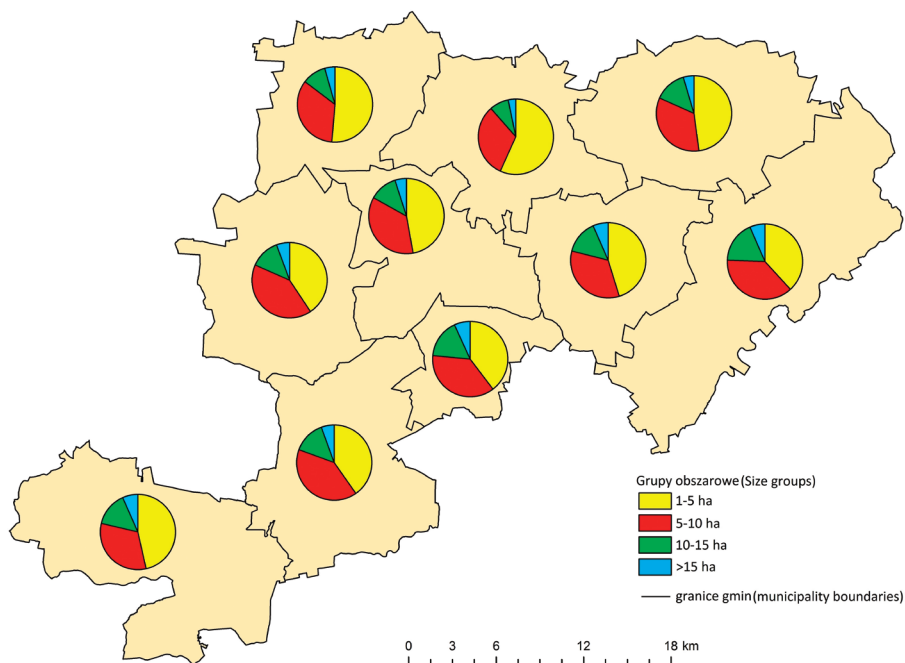 Grupy obszarowe (Size groups)
1-5 ha
5-10 ha
10-15 ha
>15 ha
granice gmin (municipality boundaries)
0 3 6 12 18 km